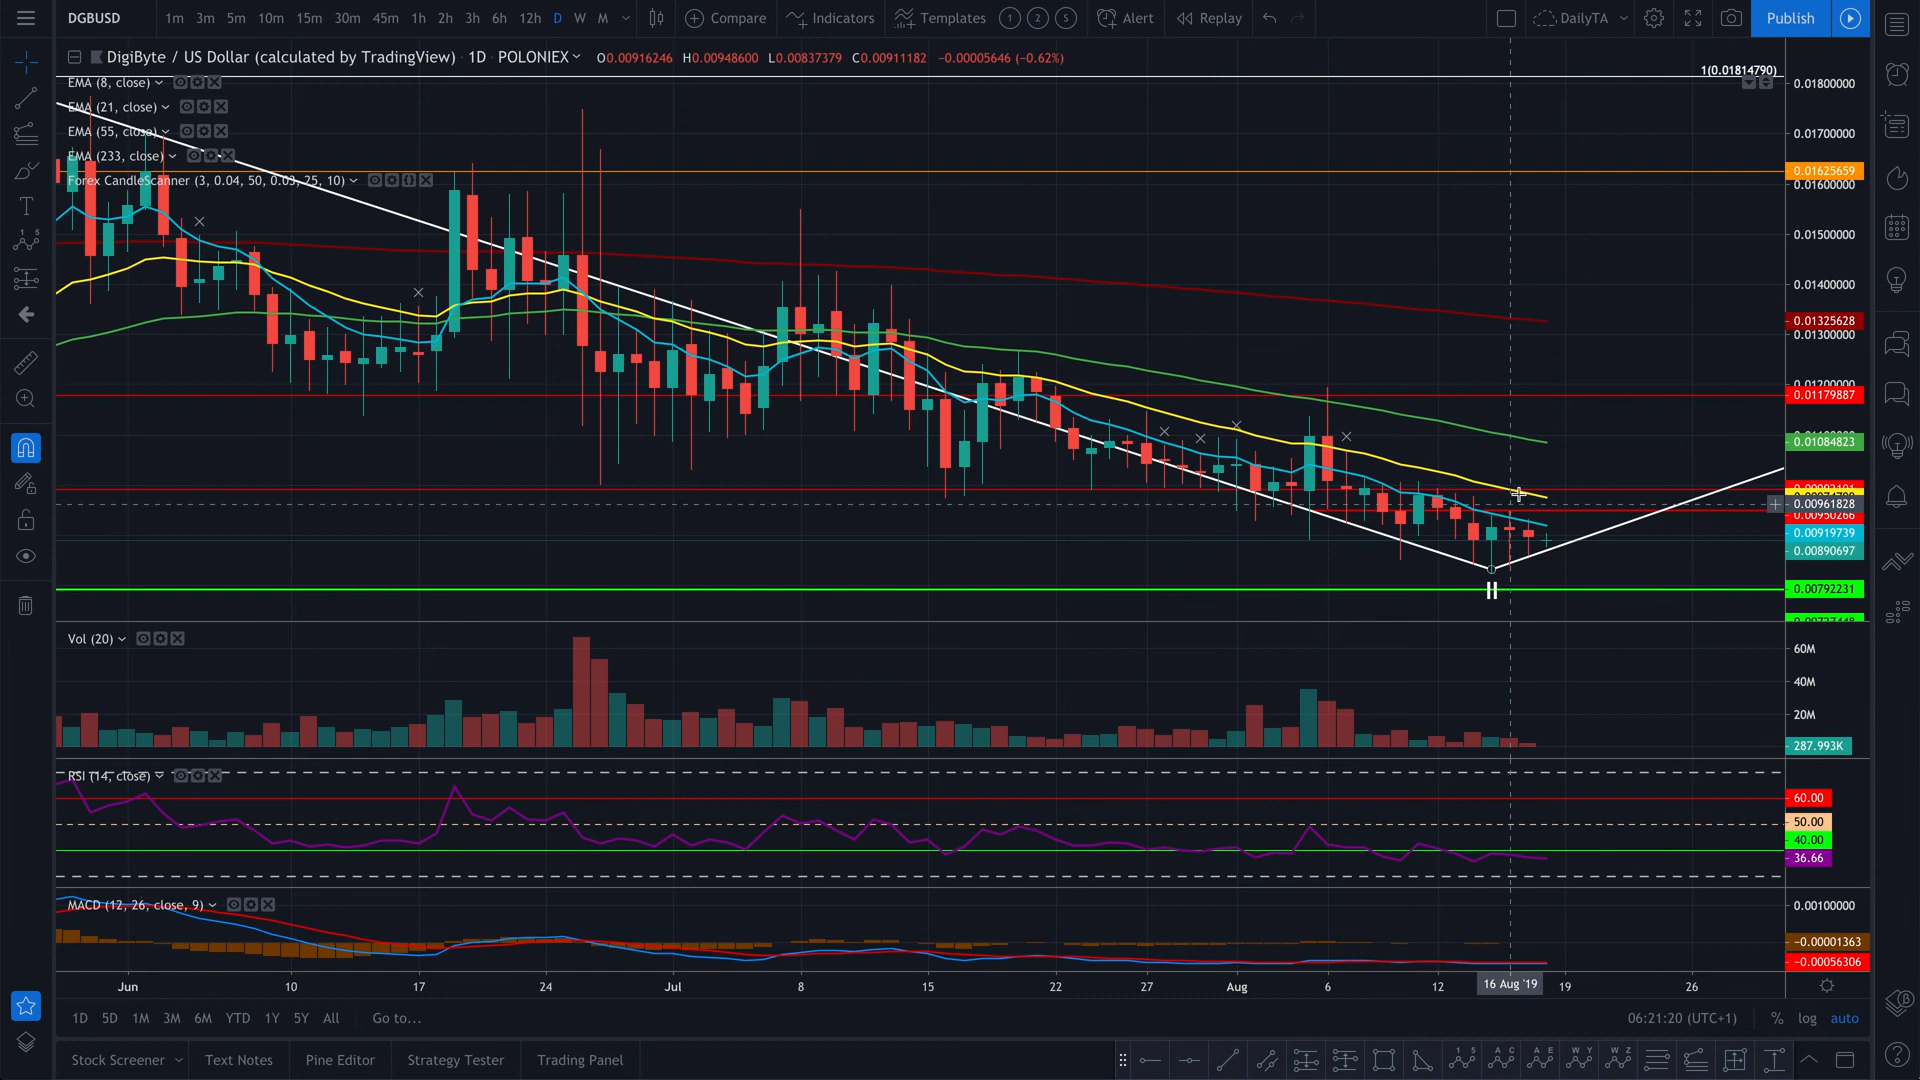 DGBUSD 1m 3m 5m 10m 15m 30m 45m 1h 2h 3h 6h 12h D W M Compare Indicators Templates 1 2 S Alert Replay DailyTA Publish
DigiByte / US Dollar (calculated by TradingView) 1D POLONIEX O0.00916246 H0.00948600 L0.00837379 C0.00911182 −0.00005646 (−0.62%)
1(0.01814790)
EMA (8, close)
EMA (21, close)
EMA (55, close)
EMA (233, close)
Forex CandleScanner (3, 0.04, 50, 0.03, 25, 10)
0.01800000
0.01700000
0.01625659
0.01600000
0.01500000
0.01400000
0.01325628
0.01300000
0.01200000
0.01179887
0.01084823
0.00961828
0.00950266
0.00919739
0.00890697
0.00792231
Vol (20)
60M
40M
20M
287.993K
RSI (14, close)
60.00
50.00
40.00
36.66
MACD (12, 26, close, 9)
0.00100000
−0.00001363
−0.00056306
Jun 10 17 24 Jul 8 15 22 27 Aug 6 12 16 Aug '19 19 26
1D 5D 1M 3M 6M YTD 1Y 5Y All Go to... 06:21:20 (UTC+1) % log auto
Stock Screener Text Notes Pine Editor Strategy Tester Trading Panel